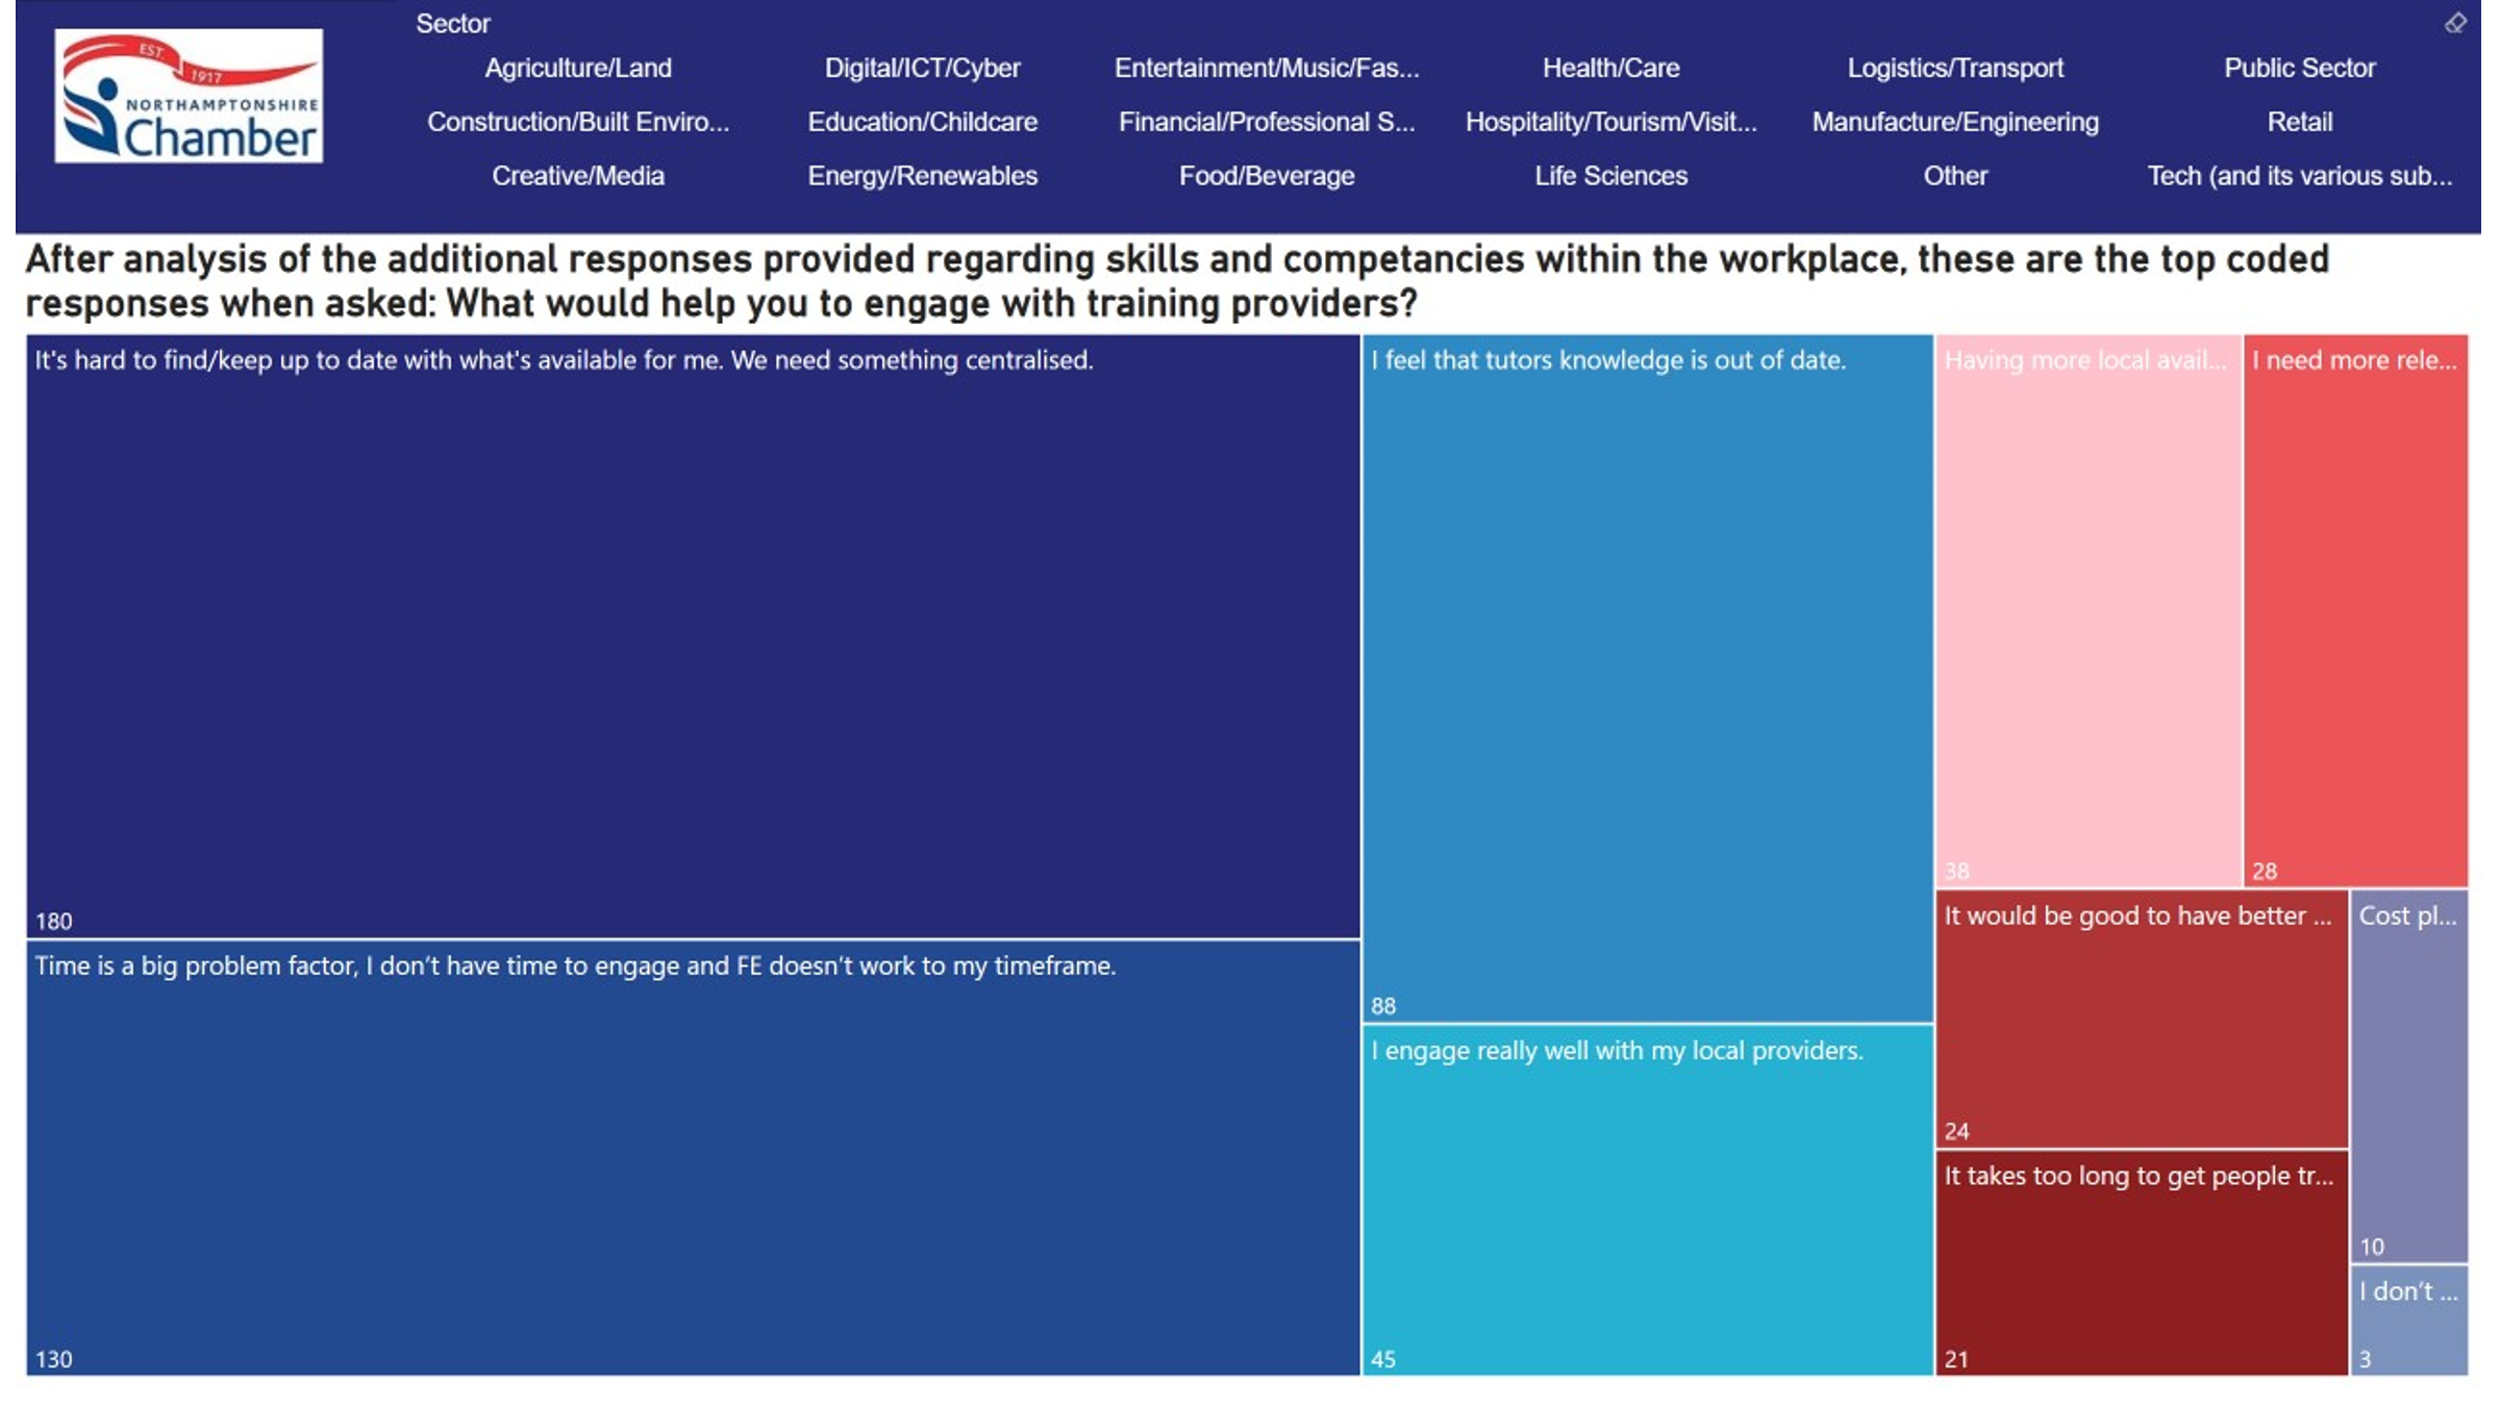 EST. 1917
NORTHAMPTONSHIRE
Chamber
Sector
Agriculture/Land
Digital/ICT/Cyber
Entertainment/Music/Fas...
Health/Care
Logistics/Transport
Public Sector
Construction/Built Enviro...
Education/Childcare
Financial/Professional S...
Hospitality/Tourism/Visit...
Manufacture/Engineering
Retail
Creative/Media
Energy/Renewables
Food/Beverage
Life Sciences
Other
Tech (and its various sub...
After analysis of the additional responses provided regarding skills and competancies within the workplace, these are the top coded
responses when asked: What would help you to engage with training providers?
It's hard to find/keep up to date with what's available for me. We need something centralised.
180
Time is a big problem factor, I don’t have time to engage and FE doesn’t work to my timeframe.
130
I feel that tutors knowledge is out of date.
88
I engage really well with my local providers.
45
Having more local avail...
38
I need more rele...
28
It would be good to have better ...
24
It takes too long to get people tr...
21
Cost pl...
10
I don’t ...
3